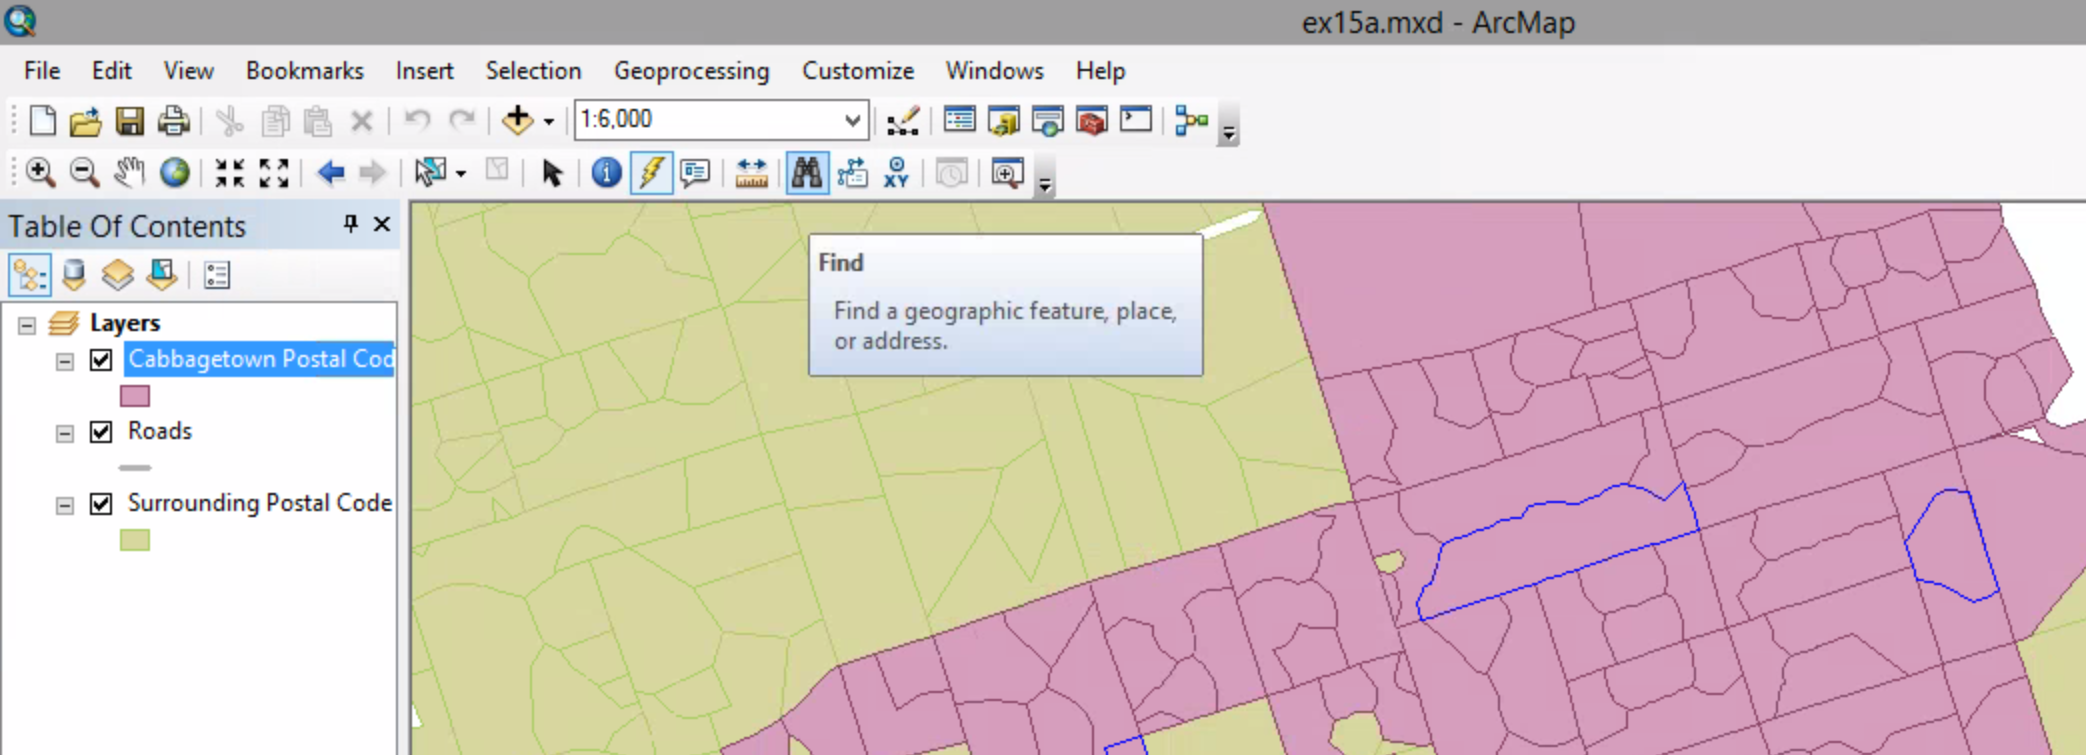 ex15a.mxd - ArcMap
File Edit View Bookmarks Insert Selection Geoprocessing Customize Windows Help
1:6,000
XY
Table Of Contents
Find
Find a geographic feature, place,
or address.
Layers
Cabbagetown Postal Cod
Roads
Surrounding Postal Code